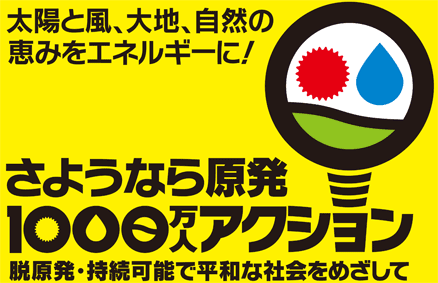 太陽と風、大地、自然の
恵みをエネルギーに!
さようなら原発
1000万人アクション
脱原発・持続可能で平和な社会をめざして